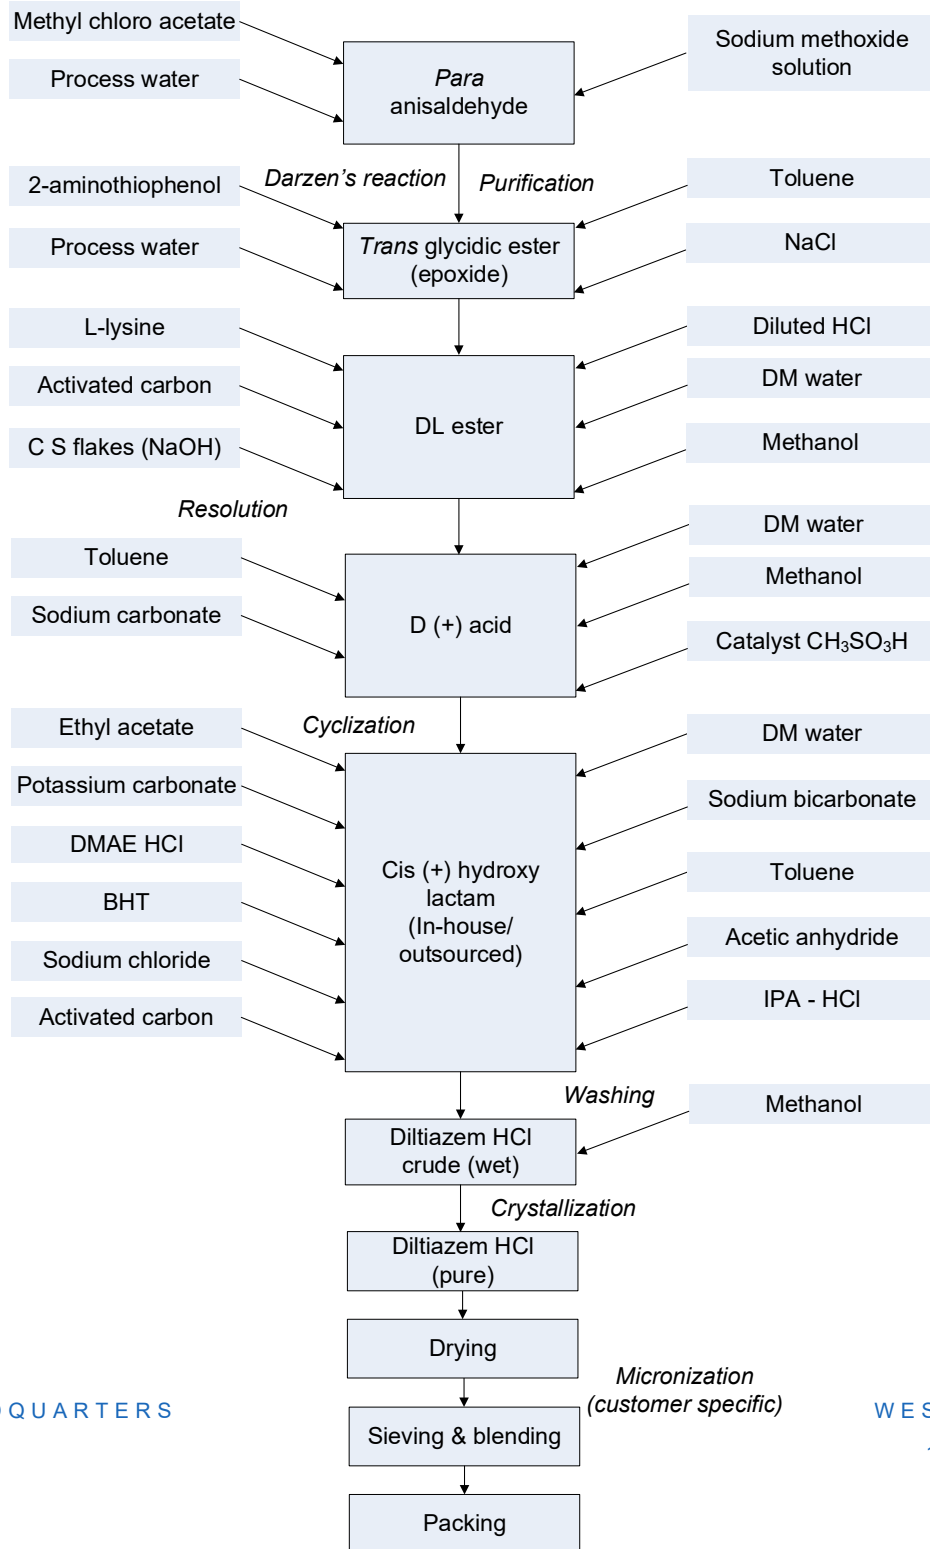 Methyl chloro acetate
Process water
Para
anisaldehyde
Sodium methoxide
solution
Darzen's reaction
Purification
2-aminothiophenol
Process water
Trans glycidic ester
(epoxide)
Toluene
NaCl
L-lysine
Activated carbon
C S flakes (NaOH)
DL ester
Diluted HCl
DM water
Methanol
Resolution
Toluene
Sodium carbonate
D (+) acid
DM water
Methanol
Catalyst CH₃SO₃H
Cyclization
Ethyl acetate
Potassium carbonate
DMAE HCl
BHT
Sodium chloride
Activated carbon
Cis (+) hydroxy
lactam
(In-house/
outsourced)
DM water
Sodium bicarbonate
Toluene
Acetic anhydride
IPA - HCl
Washing
Methanol
Diltiazem HCl
crude (wet)
Crystallization
Diltiazem HCl
(pure)
Drying
Micronization
(customer specific)
QUARTERS
WES
Sieving & blending
Packing